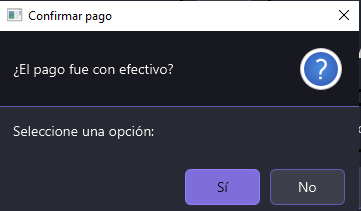 Confirmar pago
¿El pago fue con efectivo?
?
Seleccione una opción:
Sí
No